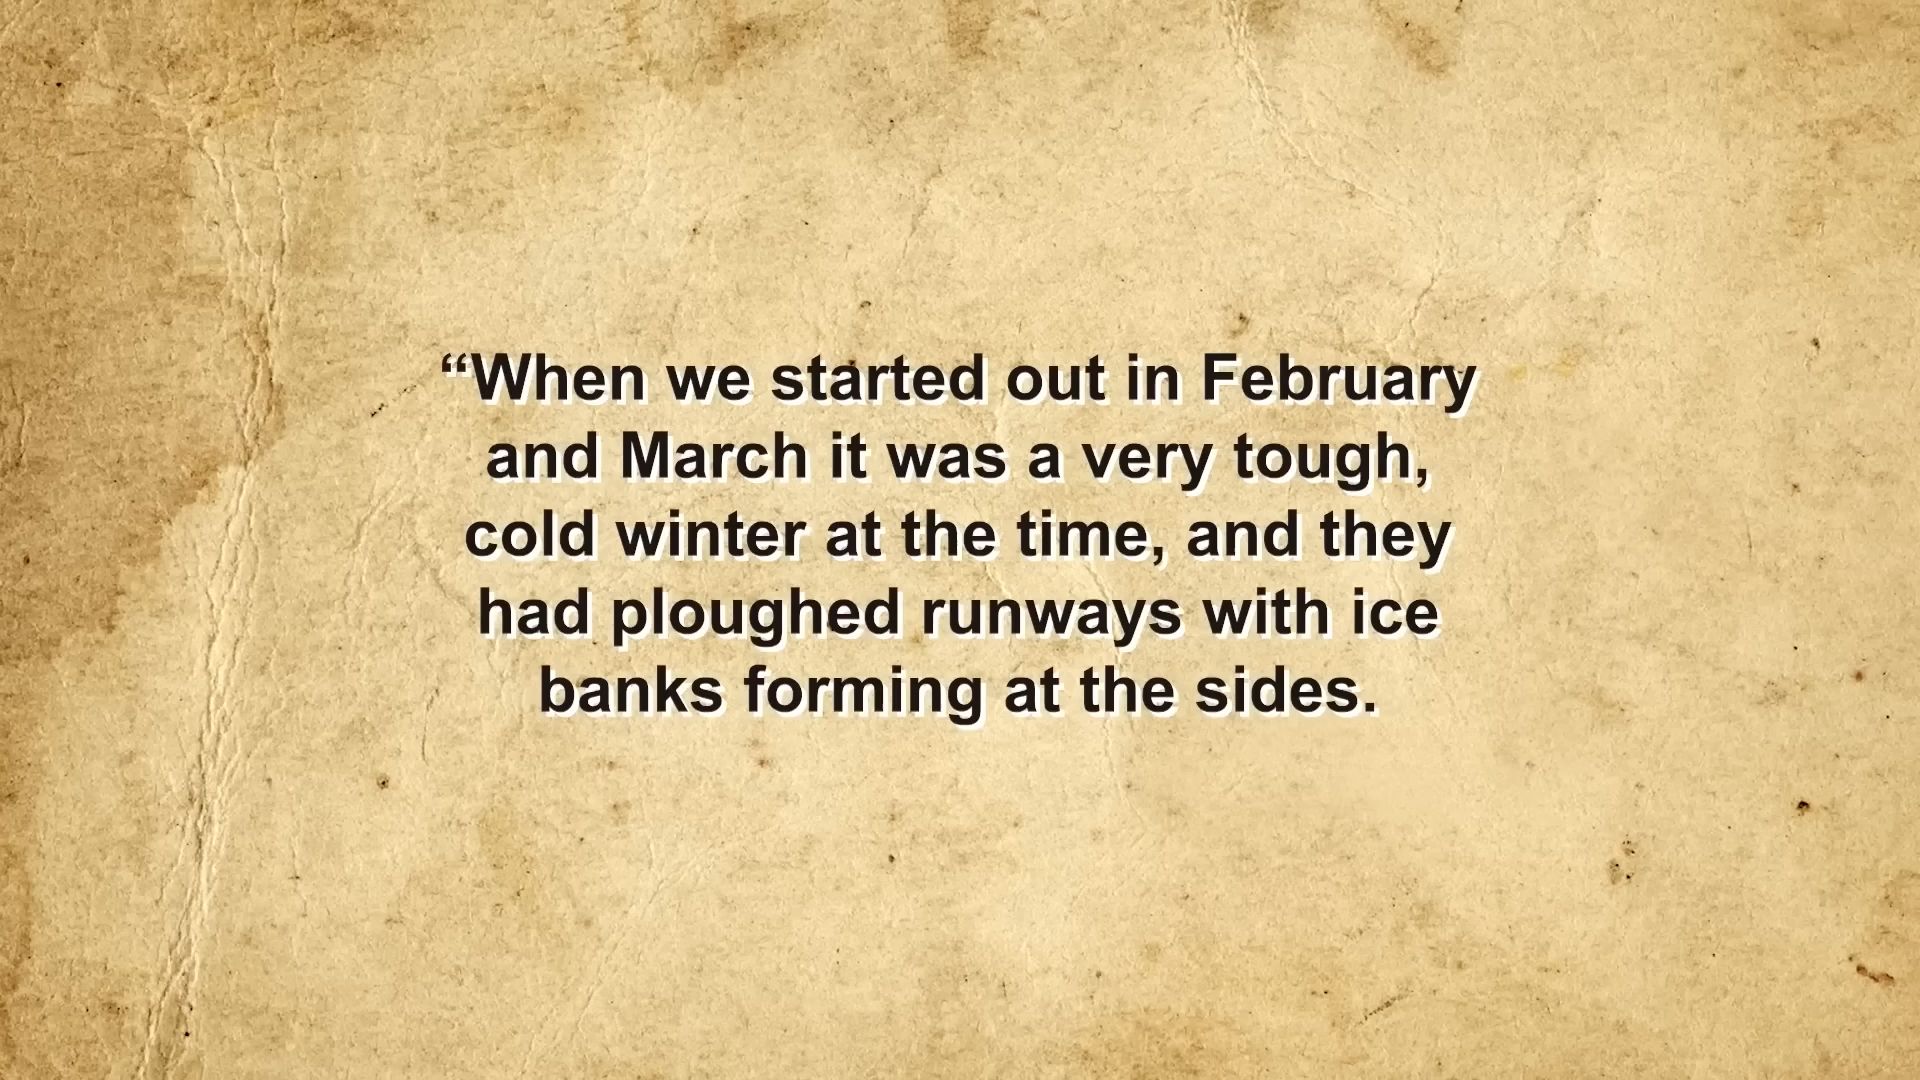 “When we started out in February
and March it was a very tough,
cold winter at the time, and they
had ploughed runways with ice
banks forming at the sides.